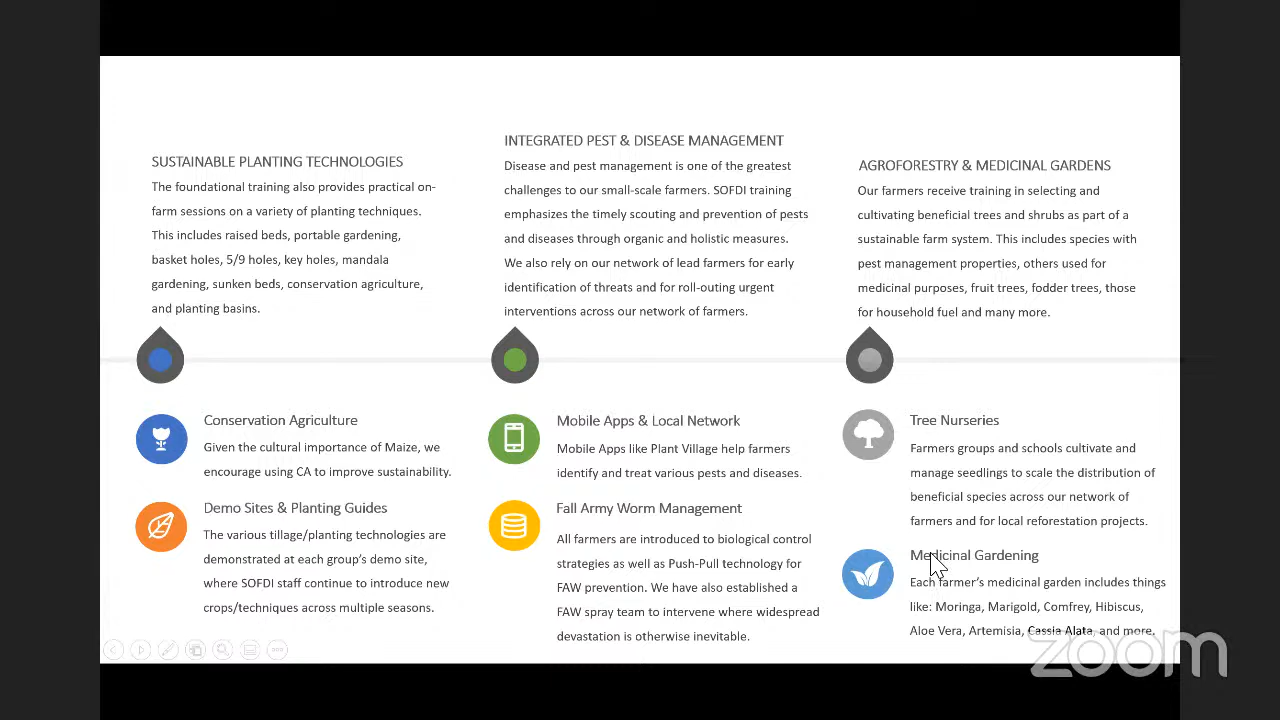 SUSTAINABLE PLANTING TECHNOLOGIES
The foundational training also provides practical on-
farm sessions on a variety of planting techniques.
This includes raised beds, portable gardening,
basket holes, 5/9 holes, key holes, mandala
gardening, sunken beds, conservation agriculture,
and planting basins.
INTEGRATED PEST & DISEASE MANAGEMENT
Disease and pest management is one of the greatest
challenges to our small-scale farmers. SOFDI training
emphasizes the timely scouting and prevention of pests
and diseases through organic and holistic measures.
We also rely on our network of lead farmers for early
identification of threats and for roll-outing urgent
interventions across our network of farmers.
AGROFORESTRY & MEDICINAL GARDENS
Our farmers receive training in selecting and
cultivating beneficial trees and shrubs as part of a
sustainable farm system. This includes species with
pest management properties, others used for
medicinal purposes, fruit trees, fodder trees, those
for household fuel and many more.
Conservation Agriculture
Given the cultural importance of Maize, we
encourage using CA to improve sustainability.
Demo Sites & Planting Guides
The various tillage/planting technologies are
demonstrated at each group's demo site,
where SOFDI staff continue to introduce new
crops/techniques across multiple seasons.
Mobile Apps & Local Network
Mobile Apps like Plant Village help farmers
identify and treat various pests and diseases.
Fall Army Worm Management
All farmers are introduced to biological control
strategies as well as Push-Pull technology for
FAW prevention. We have also established a
FAW spray team to intervene where widespread
devastation is otherwise inevitable.
Tree Nurseries
Farmers groups and schools cultivate and
manage seedlings to scale the distribution of
beneficial species across our network of
farmers and for local reforestation projects.
Medicinal Gardening
Each farmer's medicinal garden includes things
like: Moringa, Marigold, Comfrey, Hibiscus,
Aloe Vera, Artemisia, Cassia Alata, and more.
zoom